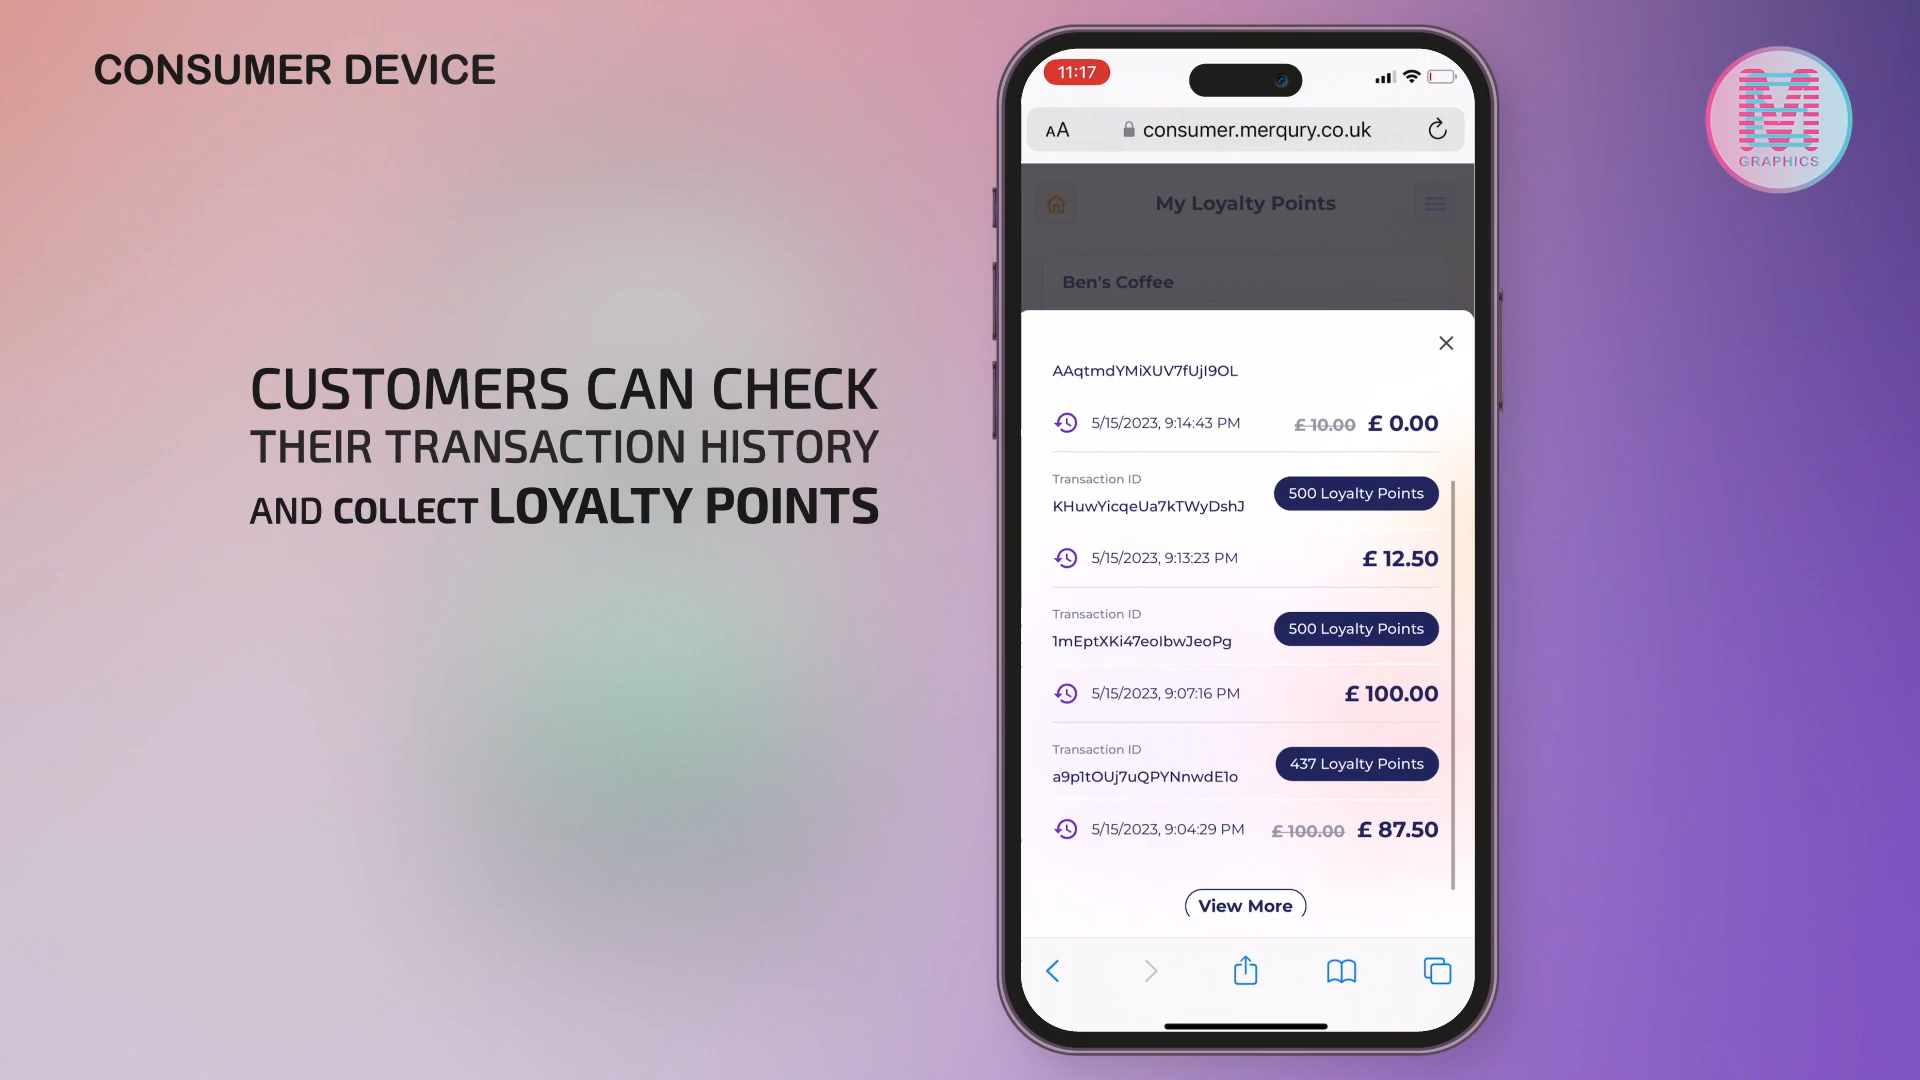 CONSUMER DEVICE
CUSTOMERS CAN CHECK
THEIR TRANSACTION HISTORY
AND COLLECT LOYALTY POINTS
M
GRAPHICS
11:17
AA consumer.merqury.co.uk
My Loyalty Points
Ben's Coffee
AAqtmdYMiXUV7fUjI9OL
5/15/2023, 9:14:43 PM £ 10.00 £ 0.00
Transaction ID
KHuwYicqeUa7kTWyDshJ 500 Loyalty Points
5/15/2023, 9:13:23 PM £ 12.50
Transaction ID
1mEptXKi47eoIbwJeoPg 500 Loyalty Points
5/15/2023, 9:07:16 PM £ 100.00
Transaction ID
a9p1tOUj7uQPYNnwdE1o 437 Loyalty Points
5/15/2023, 9:04:29 PM £ 100.00 £ 87.50
View More